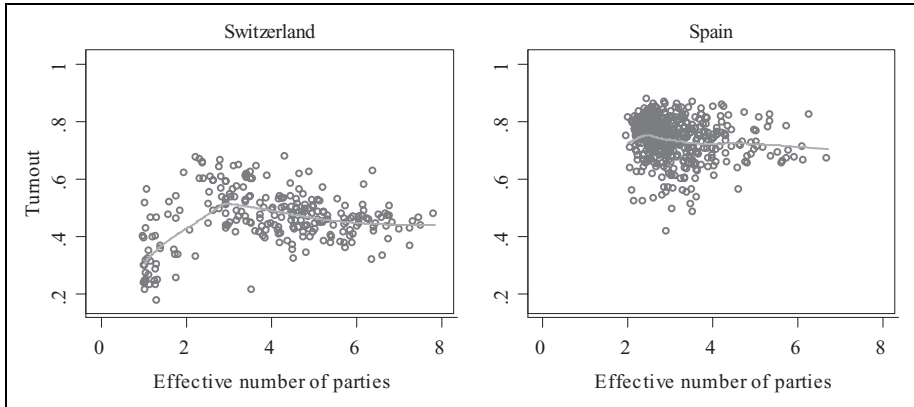 Switzerland
Turnout
1
.8
.6
.4
.2
0 2 4 6 8
Effective number of parties
Spain
1
.8
.6
.4
.2
0 2 4 6 8
Effective number of parties